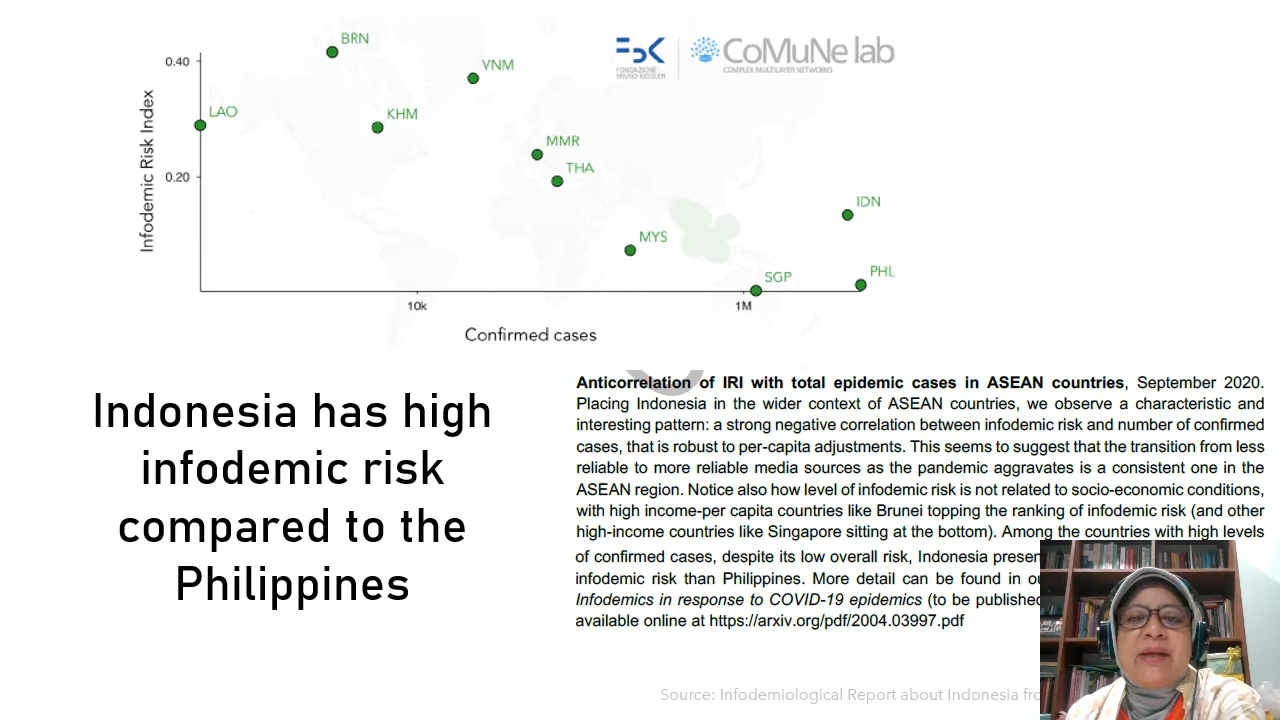 BRN
0.40
VNM
FBK
FONDAZIONE
BRUNO KESSLER
CoMuNe lab
COMPLEX MULTILAYER NETWORKS
LAO
KHM
Infodemic Risk Index
MMR
THA
0.20
IDN
MYS
SGP
PHL
10k
1M
Confirmed cases
Indonesia has high
infodemic risk
compared to the
Philippines
Anticorrelation of IRI with total epidemic cases in ASEAN countries, September 2020.
Placing Indonesia in the wider context of ASEAN countries, we observe a characteristic and
interesting pattern: a strong negative correlation between infodemic risk and number of confirmed
cases, that is robust to per-capita adjustments. This seems to suggest that the transition from less
reliable to more reliable media sources as the pandemic aggravates is a consistent one in the
ASEAN region. Notice also how level of infodemic risk is not related to socio-economic conditions,
with high income-per capita countries like Brunei topping the ranking of infodemic risk (and other
high-income countries like Singapore sitting at the bottom). Among the countries with high levels
of confirmed cases, despite its low overall risk, Indonesia
infodemic risk than Philippines. More detail can be found in
Infodemics in response to COVID-19 epidemics (to be published
available online at https://arxiv.org/pdf/2004.03997.pdf
Source: Infodemiological Report about Indonesia